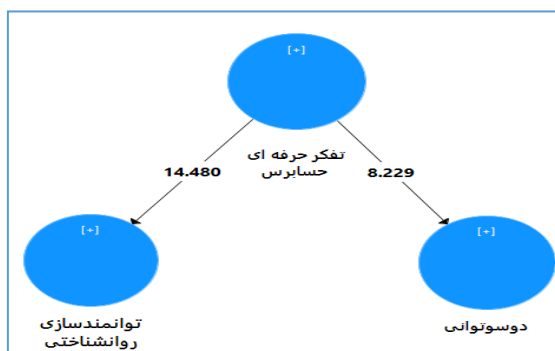 [+]
تفکر حرفه ای
حسابرس
14.480
8.229
[+]
[+]
توانمندسازی
روانشناختی
دوسوتوانی